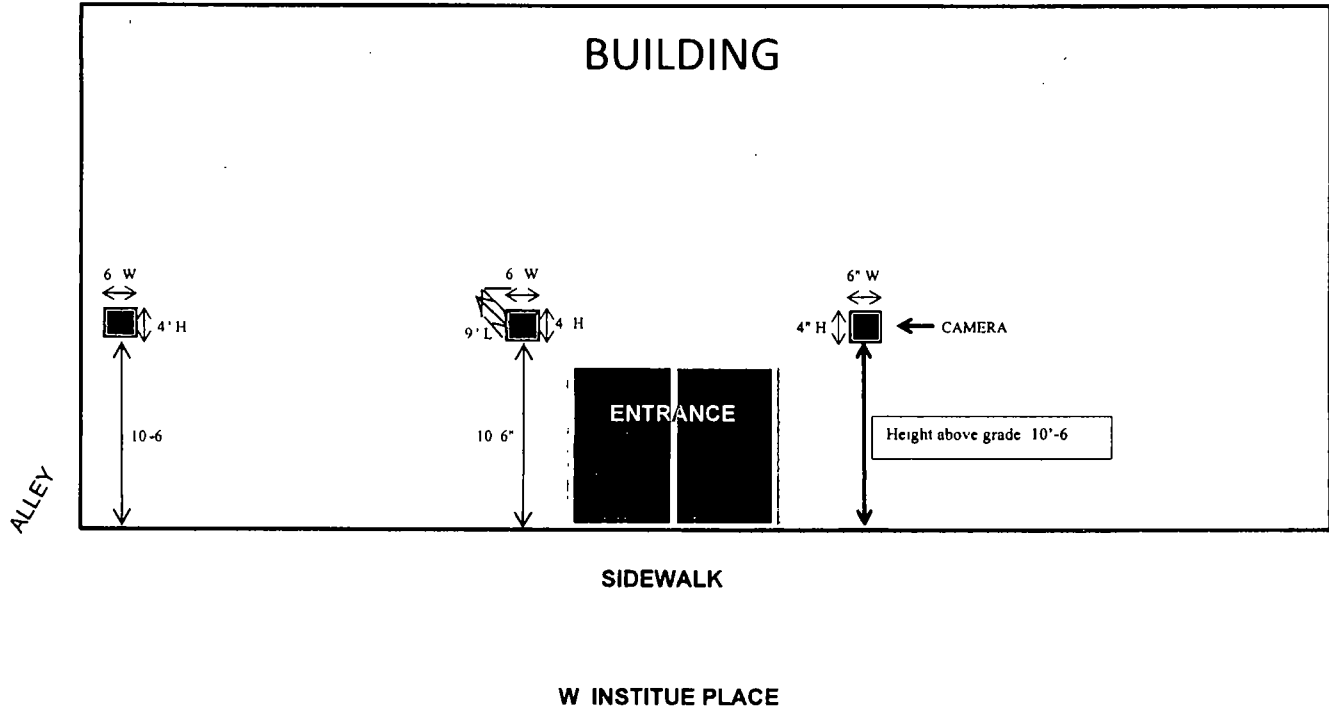 BUILDING
6 W
6 W
6" W
4' H
9' L
4 H
4" H
CAMERA
ENTRANCE
10-6
10 6"
Height above grade 10'-6
ALLEY
SIDEWALK
W INSTITUE PLACE